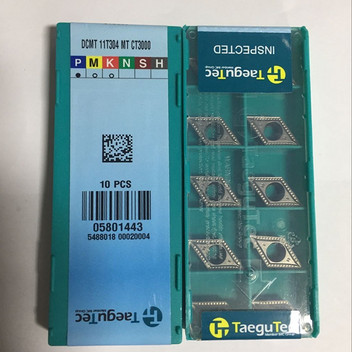 DCMT 11T304 MT CT3000
P M K N S H
10 PCS
05801443
5488018 00020004
TaeguTec
INSPECTED
TaeguTec
TaeguTec